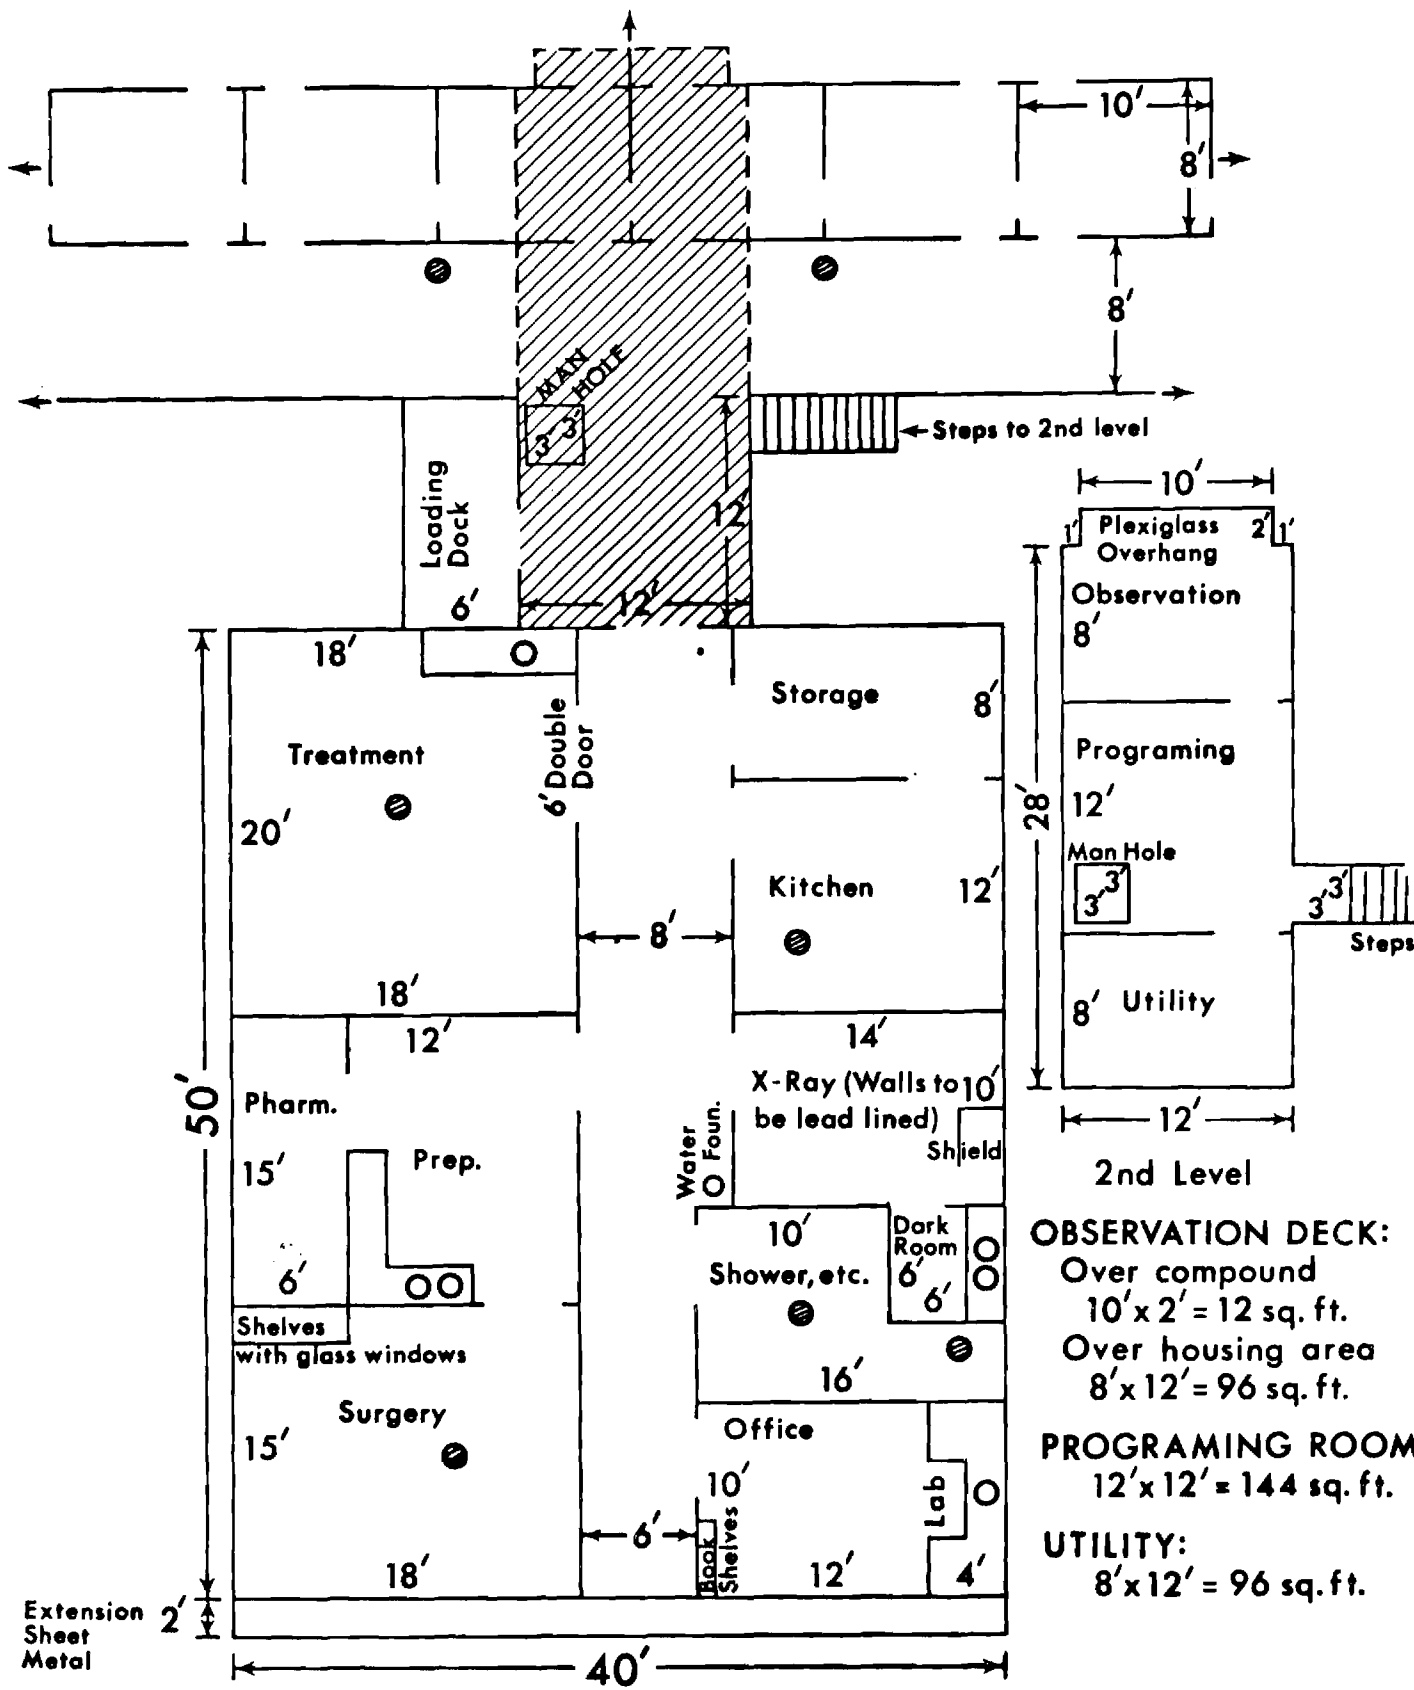 10′
8′
8′
MAN
HOLE
3′ 3′
Steps to 2nd level
Loading
Dock
12′
6′
12′
10′
1′
Plexiglass
2′
1′
Overhang
Observation
8′
28′
Programing
12′
Man Hole
3′ 3′
3′ 3′
Steps
8′ Utility
12′
2nd Level
18′
Treatment
20′
6′ Double
Door
18′
Storage
8′
Kitchen
12′
8′
50′
12′
Pharm.
15′
Prep.
6′
14′
X-Ray (Walls to
10′
be lead lined)
Shield
Water
Foun.
10′
Dark
Room
6′
6′
Shower, etc.
16′
Shelves
with glass windows
Surgery
15′
18′
6′
Office
10′
Book
Shelves
12′
Lab
4′
Extension
Sheet
Metal
2′
40′
OBSERVATION DECK:
Over compound
10′x 2′ = 12 sq. ft.
Over housing area
8′x 12′ = 96 sq. ft.
PROGRAMING ROOM
12′x 12′ = 144 sq. ft.
UTILITY:
8′x 12′ = 96 sq. ft.